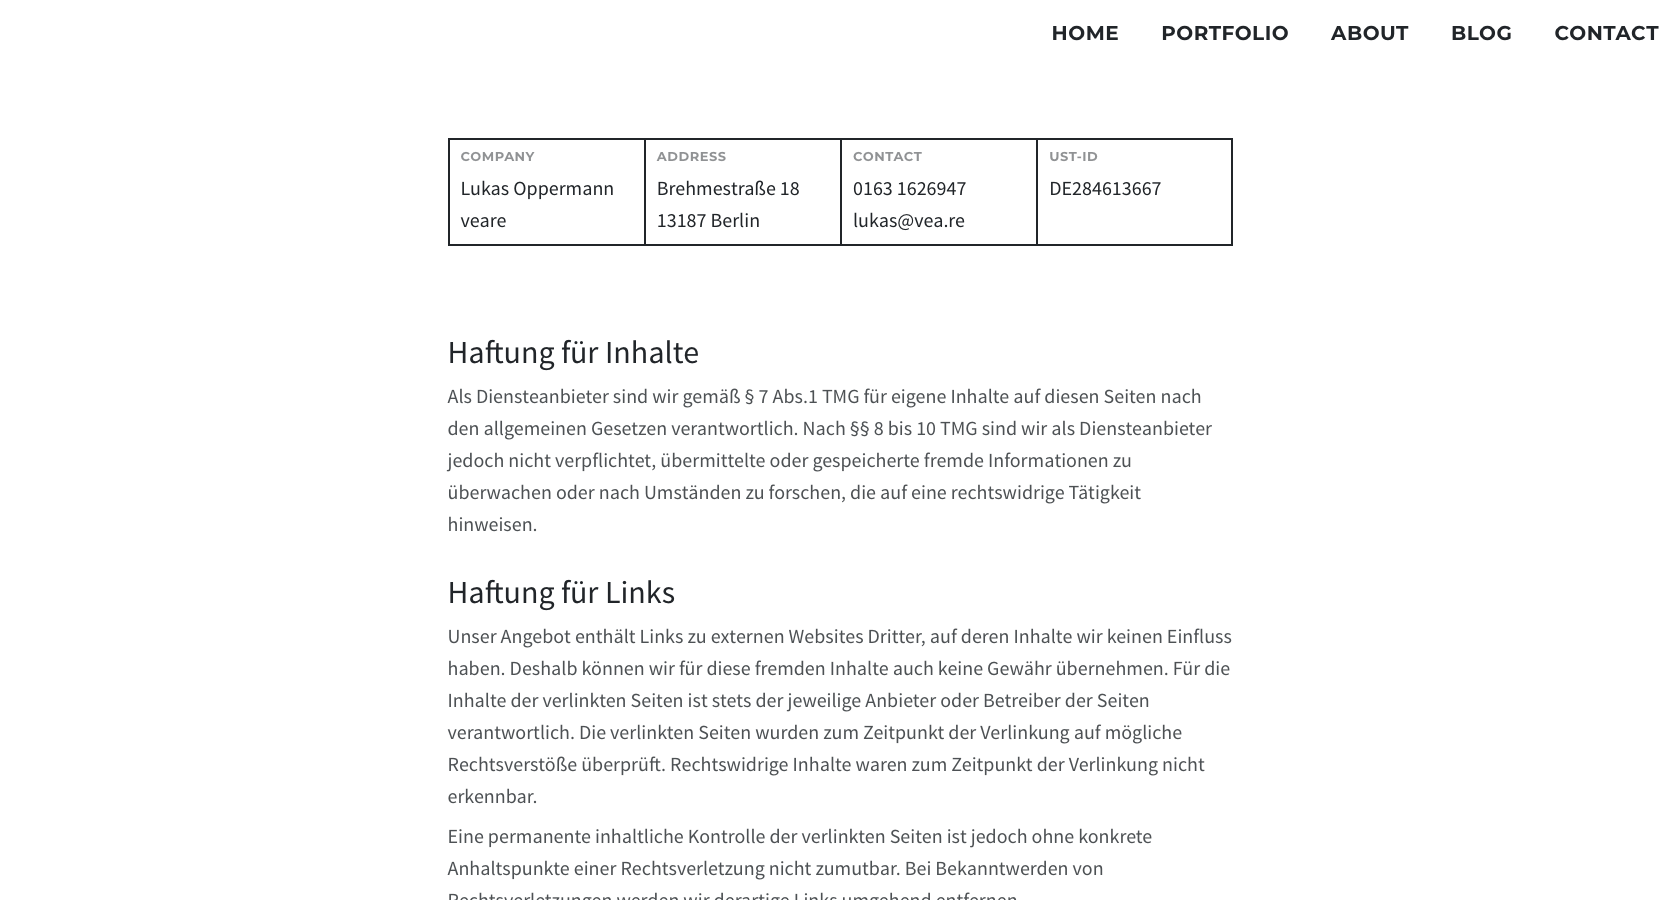 HOME PORTFOLIO ABOUT BLOG CONTACT
COMPANY
Lukas Oppermann
veare
ADDRESS
Brehmestraße 18
13187 Berlin
CONTACT
0163 1626947
lukas@vea.re
UST-ID
DE284613667
Haftung für Inhalte
Als Diensteanbieter sind wir gemäß § 7 Abs.1 TMG für eigene Inhalte auf diesen Seiten nach
den allgemeinen Gesetzen verantwortlich. Nach §§ 8 bis 10 TMG sind wir als Diensteanbieter
jedoch nicht verpflichtet, übermittelte oder gespeicherte fremde Informationen zu
überwachen oder nach Umständen zu forschen, die auf eine rechtswidrige Tätigkeit
hinweisen.
Haftung für Links
Unser Angebot enthält Links zu externen Websites Dritter, auf deren Inhalte wir keinen Einfluss
haben. Deshalb können wir für diese fremden Inhalte auch keine Gewähr übernehmen. Für die
Inhalte der verlinkten Seiten ist stets der jeweilige Anbieter oder Betreiber der Seiten
verantwortlich. Die verlinkten Seiten wurden zum Zeitpunkt der Verlinkung auf mögliche
Rechtsverstöße überprüft. Rechtswidrige Inhalte waren zum Zeitpunkt der Verlinkung nicht
erkennbar.
Eine permanente inhaltliche Kontrolle der verlinkten Seiten ist jedoch ohne konkrete
Anhaltspunkte einer Rechtsverletzung nicht zumutbar. Bei Bekanntwerden von
Rechtsverletzungen werden wir derartige Links umgehend entfernen.